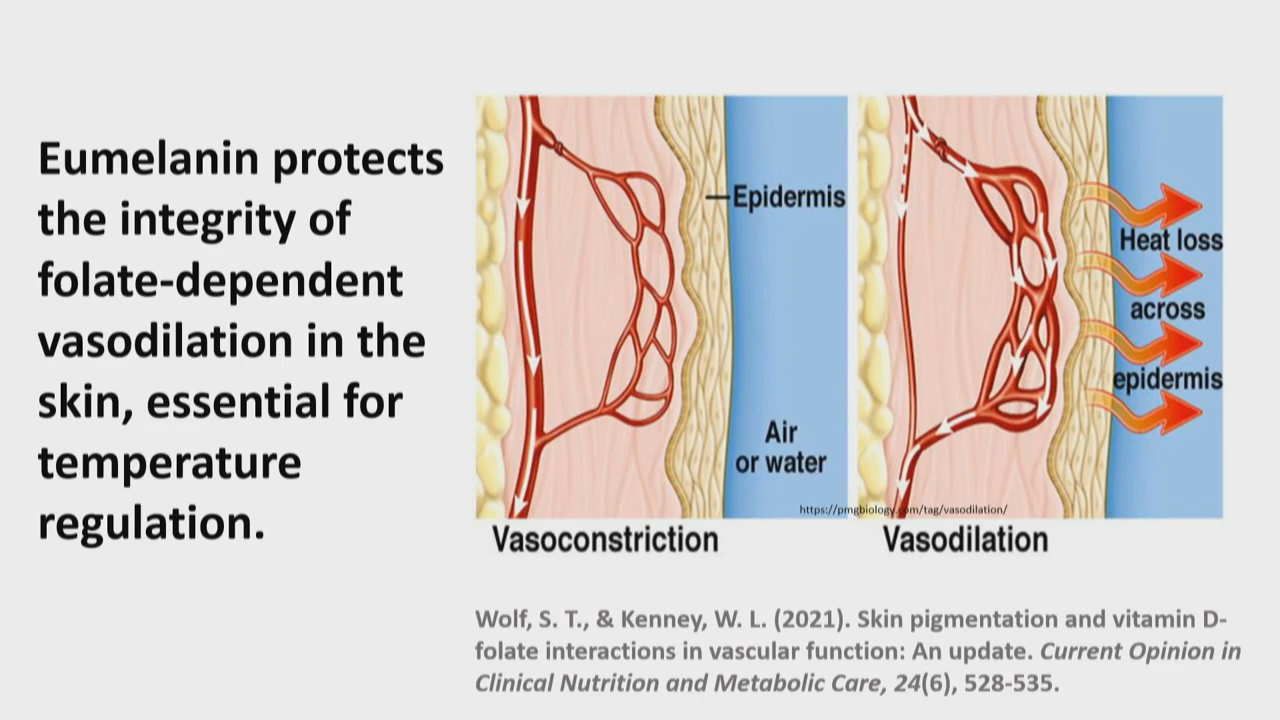 Eumelanin protects
the integrity of
folate-dependent
vasodilation in the
skin, essential for
temperature
regulation.
Epidermis
Air
or water
Vasoconstriction
Heat loss
across
epidermis
https://pmgbiology.com/tag/vasodilation/
Vasodilation
Wolf, S. T., & Kenney, W. L. (2021). Skin pigmentation and vitamin D-
folate interactions in vascular function: An update. Current Opinion in
Clinical Nutrition and Metabolic Care, 24(6), 528-535.